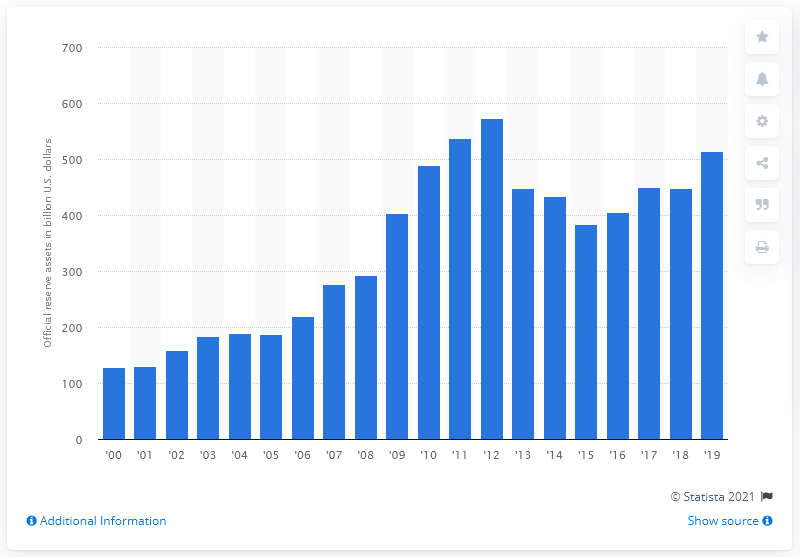 700
600
500
400
300
200
100
0
Official reserve assets in billion U.S. dollars
'00 '01 '02 '03 '04 '05 '06 '07 '08 '09 '10 '11 '12 '13 '14 '15 '16 '17 '18 '19
© Statista 2021
Additional Information Show source